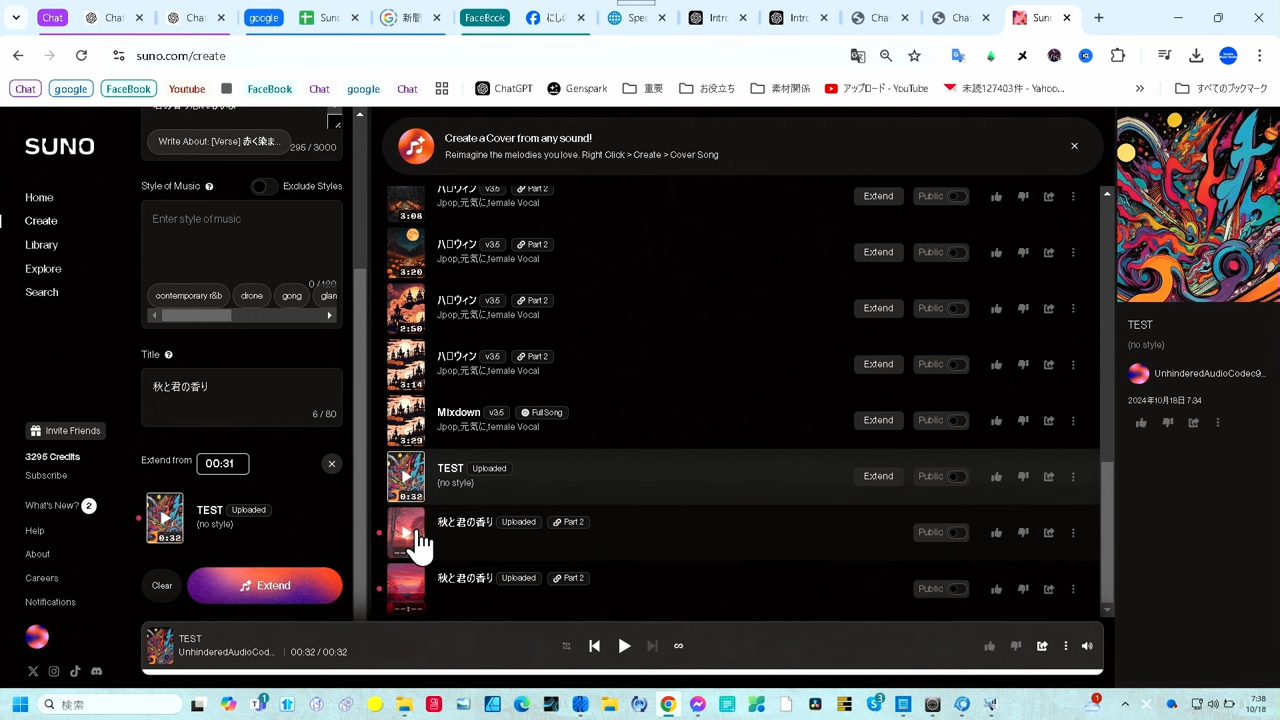 Chat
Chat
Chat
google
Sunc
新聞
FaceBook
にしの
Spee
Intro
Intro
Chat
Chat
Sunc
suno.com/create
Chat
google
FaceBook
Youtube
FaceBook
Chat
google
Chat
ChatGPT
Genspark
重要
お役立ち
素材関係
アップロード - YouTube
未読127403件 - Yahoo...
すべてのブックマーク
SUNO
Home
Create
Library
Explore
Search
Invite Friends
3295 Credits
Subscribe
What's New? 2
Help
About
Careers
Notifications
Write About: [Verse] 赤く染ま...
295 / 3000
Style of Music
Exclude Styles
Enter style of music
contemporary r&b
drone
gong
glan
Title
秋と君の香り
6 / 80
Extend from 00:31
TEST Uploaded
(no style)
0:32
Clear
Extend
Create a Cover from any sound!
Reimagine the melodies you love. Right Click > Create > Cover Song
ハロウィン v3.5 Part 2
Jpop,元気に,female Vocal
3:08
Extend
Public
ハロウィン v3.5 Part 2
Jpop,元気に,female Vocal
3:20
Extend
Public
ハロウィン v3.5 Part 2
Jpop,元気に,female Vocal
2:50
Extend
Public
ハロウィン v3.5 Part 2
Jpop,元気に,female Vocal
3:14
Extend
Public
Mixdown v3.5 Full Song
Jpop,元気に,female Vocal
3:29
Extend
Public
TEST Uploaded
(no style)
0:32
Extend
Public
秋と君の香り Uploaded Part 2
Public
秋と君の香り Uploaded Part 2
--:--
Public
TEST
(no style)
UnhinderedAudioCodec9...
2024年10月18日 7:34
TEST
UnhinderedAudioCod...
00:32 / 00:32
検索
7:38
10/18